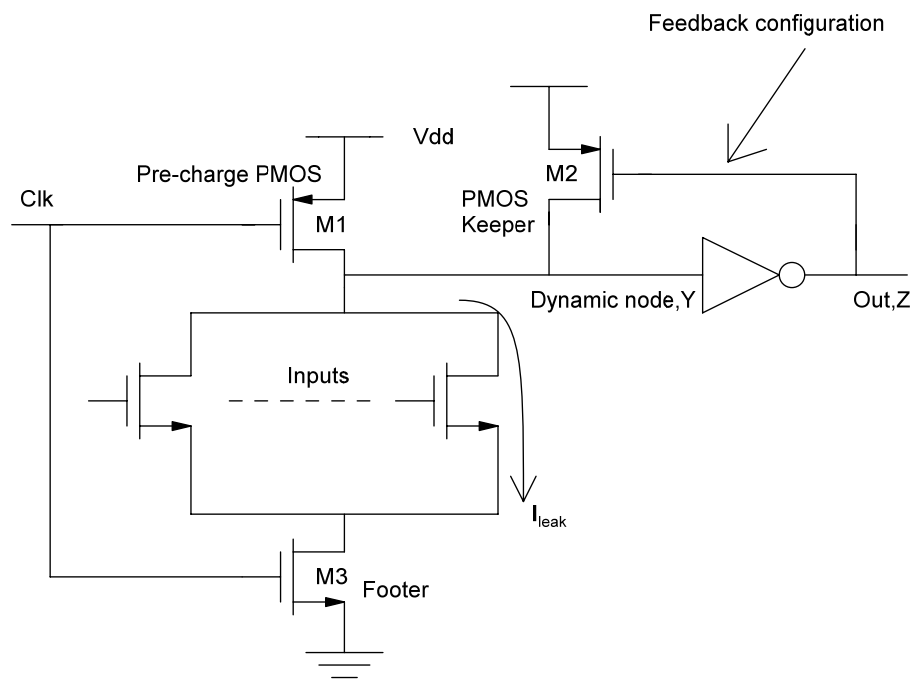 Feedback configuration
Vdd
Pre-charge PMOS
M2
Clk
PMOS
Keeper
M1
Dynamic node,Y
Out,Z
Inputs
Ileak
M3
Footer